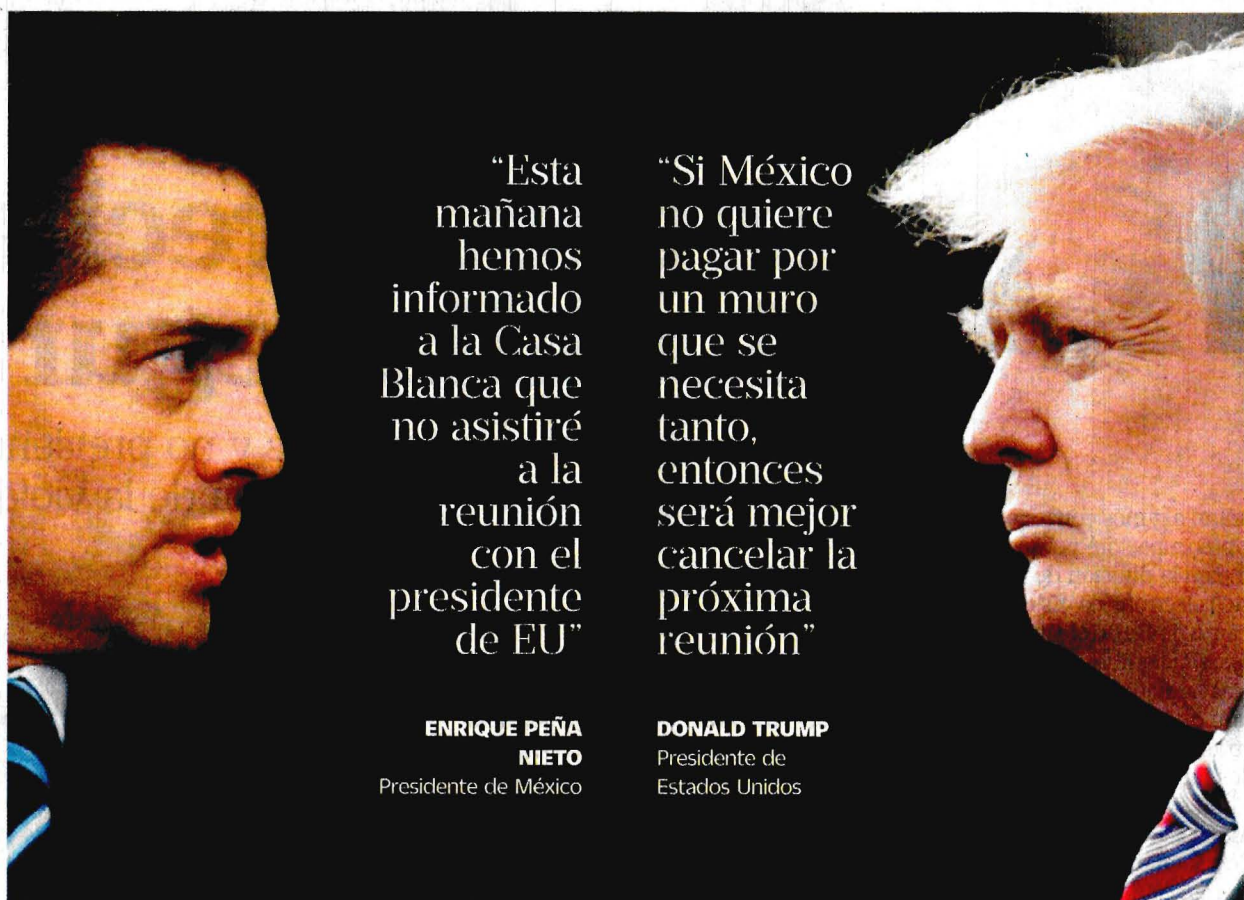 “Esta
mañana
hemos
informado
a la Casa
Blanca que
no asistiré
a la
reunión
con el
presidente
de EU”
ENRIQUE PEÑA
NIETO
Presidente de México
“Si México
no quiere
pagar por
un muro
que se
necesita
tanto,
entonces
será mejor
cancelar la
próxima
reunión”
DONALD TRUMP
Presidente de
Estados Unidos